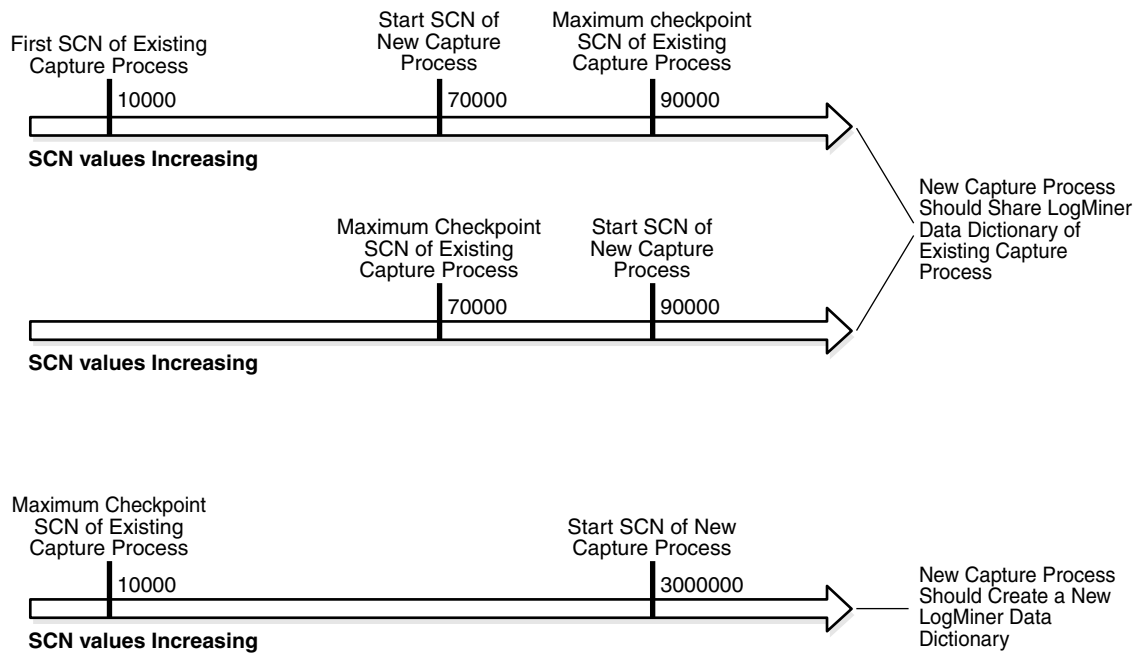 First SCN of Existing
Capture Process
10000
Start SCN of
New Capture
Process
70000
Maximum checkpoint
SCN of Existing
Capture Process
90000
SCN values Increasing
New Capture Process
Should Share LogMiner
Data Dictionary of
Existing Capture
Process
Maximum Checkpoint
SCN of Existing
Capture Process
70000
Start SCN of
New Capture
Process
90000
SCN values Increasing
Maximum Checkpoint
SCN of Existing
Capture Process
10000
Start SCN of New
Capture Process
3000000
SCN values Increasing
New Capture Process
Should Create a New
LogMiner Data
Dictionary